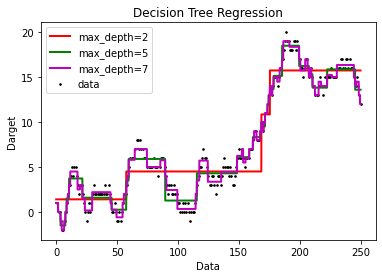 Decision Tree Regression
max_depth=2
max_depth=5
max_depth=7
data
20
15
10
5
0
Darget
0
50
100
150
200
250
Data